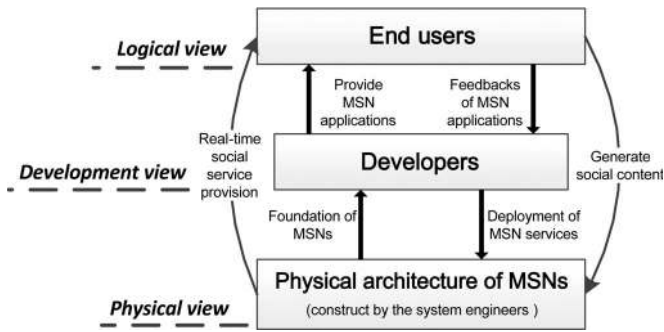 Logical view
End users
Provide
MSN
applications
Feedbacks
of MSN
applications
Real-time
social
service
provision
Development view
Developers
Generate
social content
Foundation of
MSNs
Deployment of
MSN services
Physical view
Physical architecture of MSNs
(construct by the system engineers )